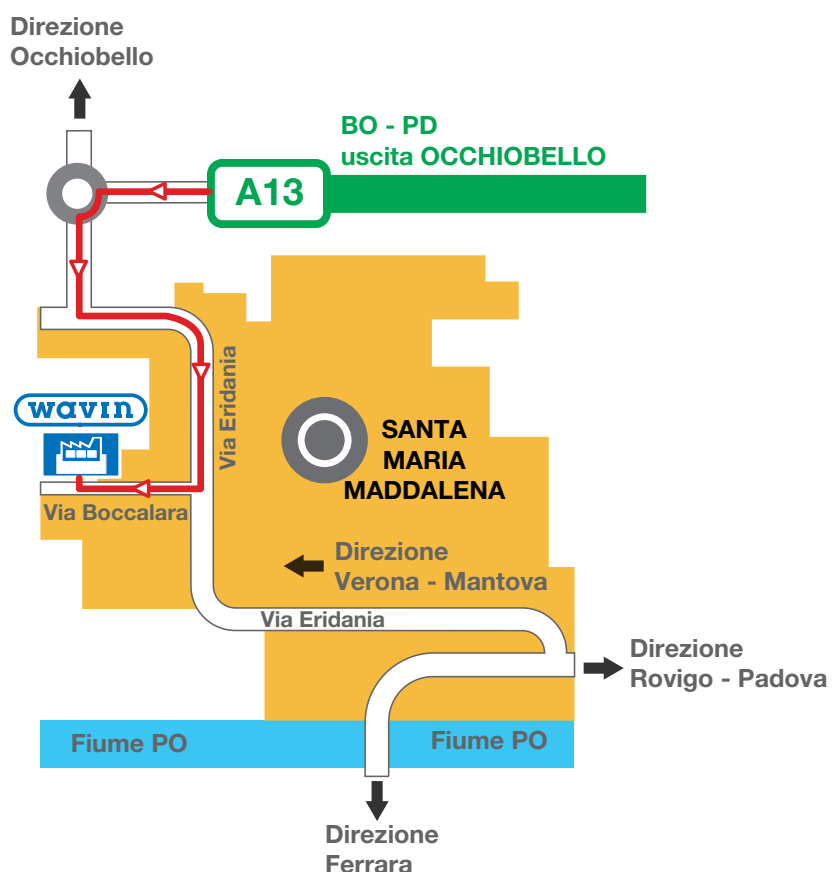 Direzione
Occhiobello
BO - PD
uscita OCCHIOBELLO
A13
Via Eridania
wavin
SANTA
MARIA
MADDALENA
Via Boccalara
Direzione
Verona - Mantova
Via Eridania
Direzione
Rovigo - Padova
Fiume PO
Fiume PO
Direzione
Ferrara